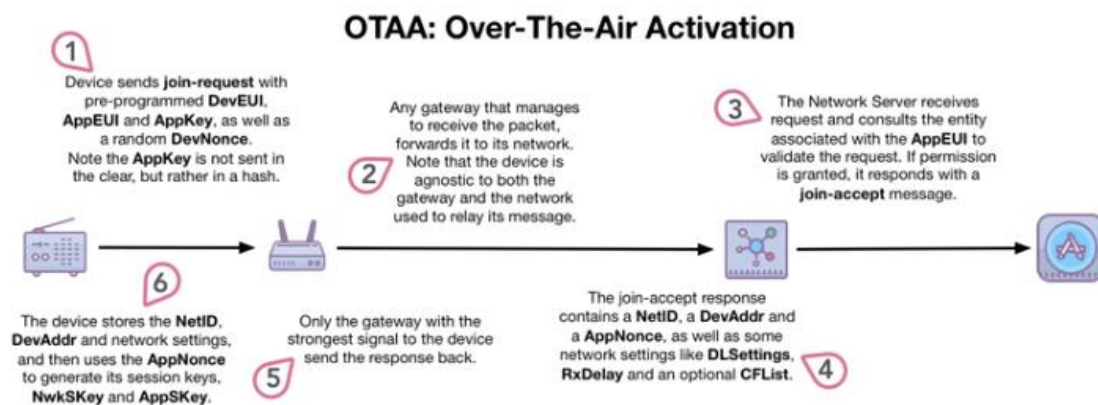 OTAA: Over-The-Air Activation
1
Device sends join-request with
pre-programmed DevEUI,
AppEUI and AppKey, as well as
a random DevNonce.
Note the AppKey is not sent in
the clear, but rather in a hash.
2
Any gateway that manages
to receive the packet,
forwards it to its network.
Note that the device is
agnostic to both the
gateway and the network
used to relay its message.
3
The Network Server receives
request and consults the entity
associated with the AppEUI to
validate the request. If permission
is granted, it responds with a
join-accept message.
The join-accept response
contains a NetID, a DevAddr and
a AppNonce, as well as some
network settings like DLSettings,
RxDelay and an optional CFList.
4
Only the gateway with the
strongest signal to the device
send the response back.
5
6
The device stores the NetID,
DevAddr and network settings,
and then uses the AppNonce
to generate its session keys,
NwkSKey and AppSKey.